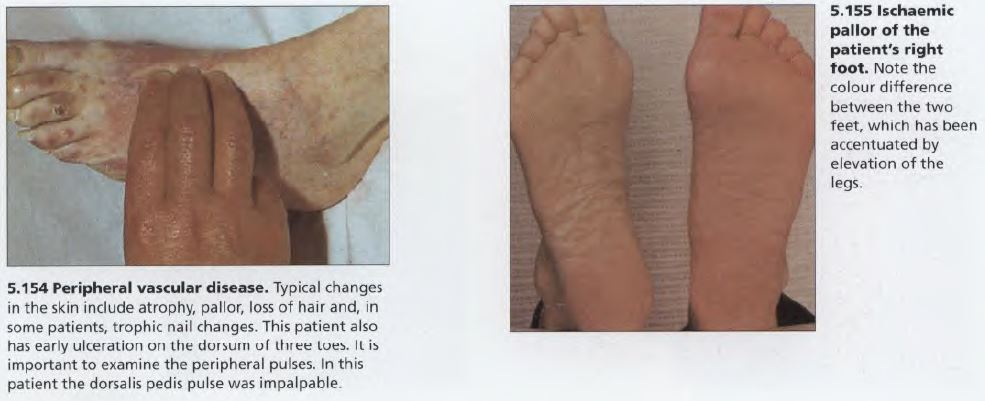 5.154 Peripheral vascular disease. Typical changes
in the skin include atrophy, pallor, loss of hair and, in
some patients, trophic nail changes. This patient also
has early ulceration on the dorsum of three toes. It is
important to examine the peripheral pulses. In this
patient the dorsalis pedis pulse was impalpable.
5.155 Ischaemic
pallor of the
patient's right
foot. Note the
colour difference
between the two
feet, which has been
accentuated by
elevation of the
legs.